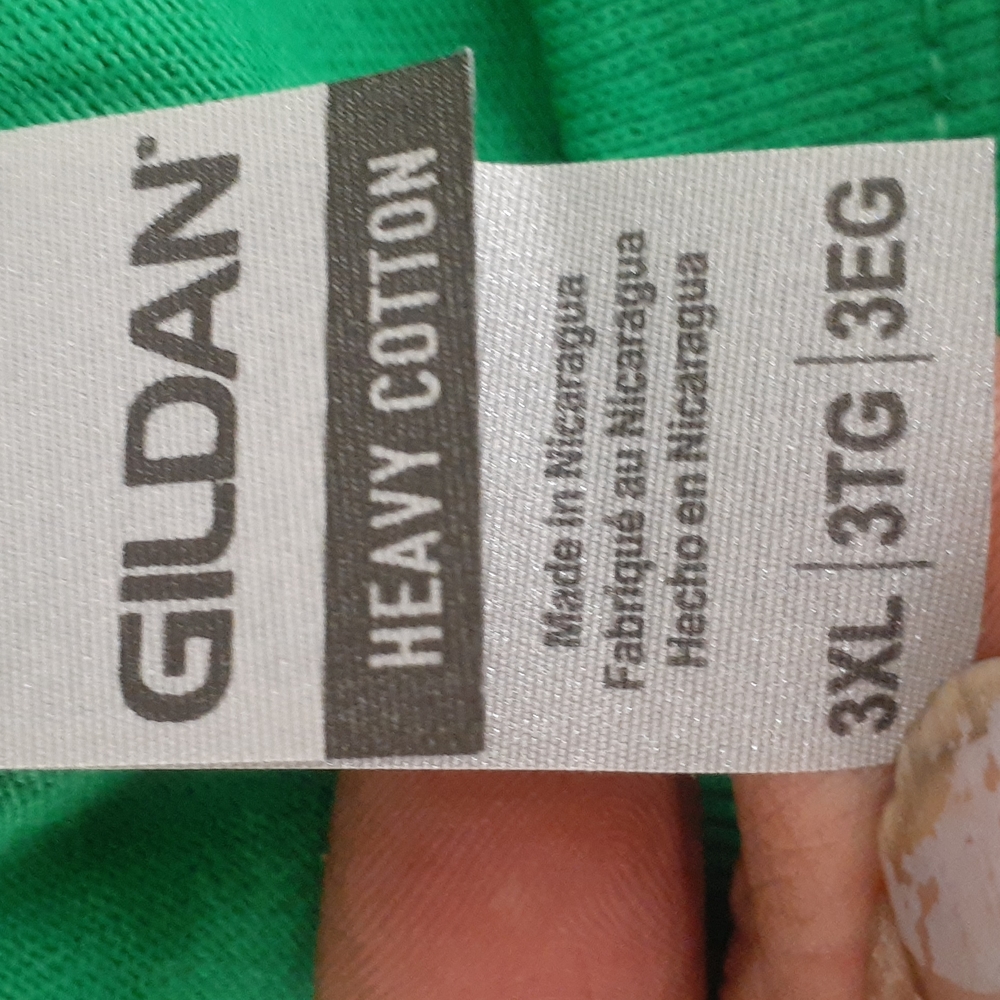 GILDAN®
HEAVY COTTON
Made in Nicaragua
Fabriqué au Nicaragua
Hecho en Nicaragua
3XL|3TG|3EG